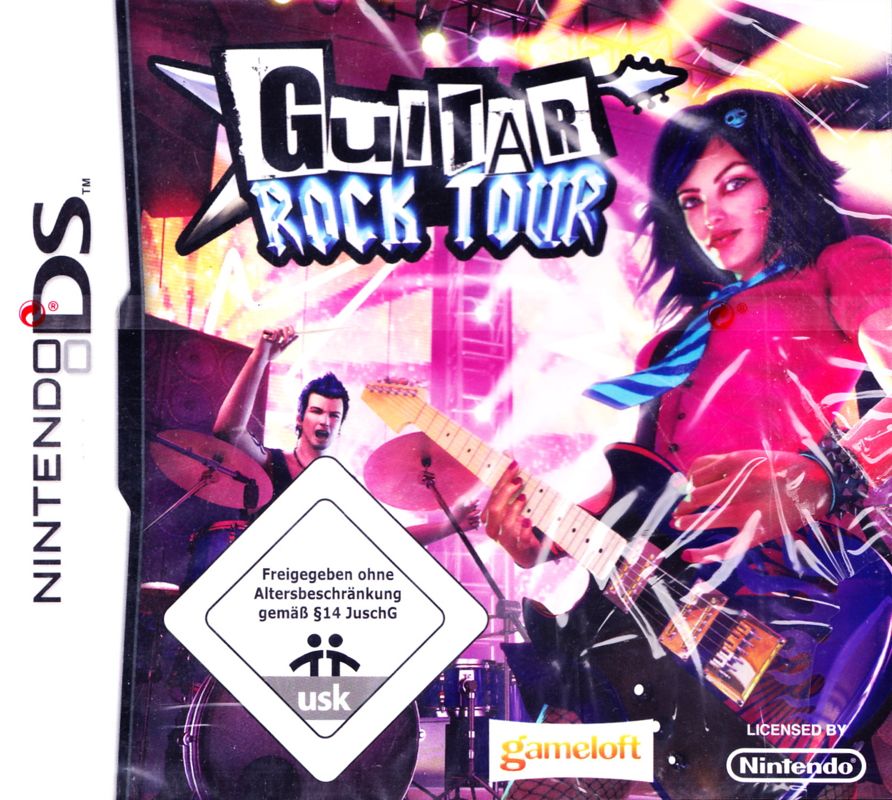 GUITAR
ROCK TOUR
NINTENDO DS™
®
®
Freigegeben ohne
Altersbeschränkung
gemäß §14 JuschG
usk
gameloft
LICENSED BY
Nintendo